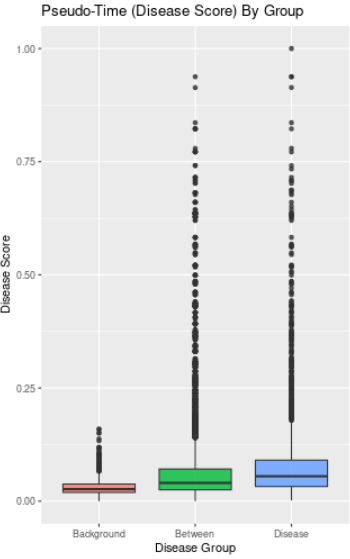 Pseudo-Time (Disease Score) By Group
1.00
0.75
0.50
0.25
0.00
Disease Score
Background Between Disease
Disease Group